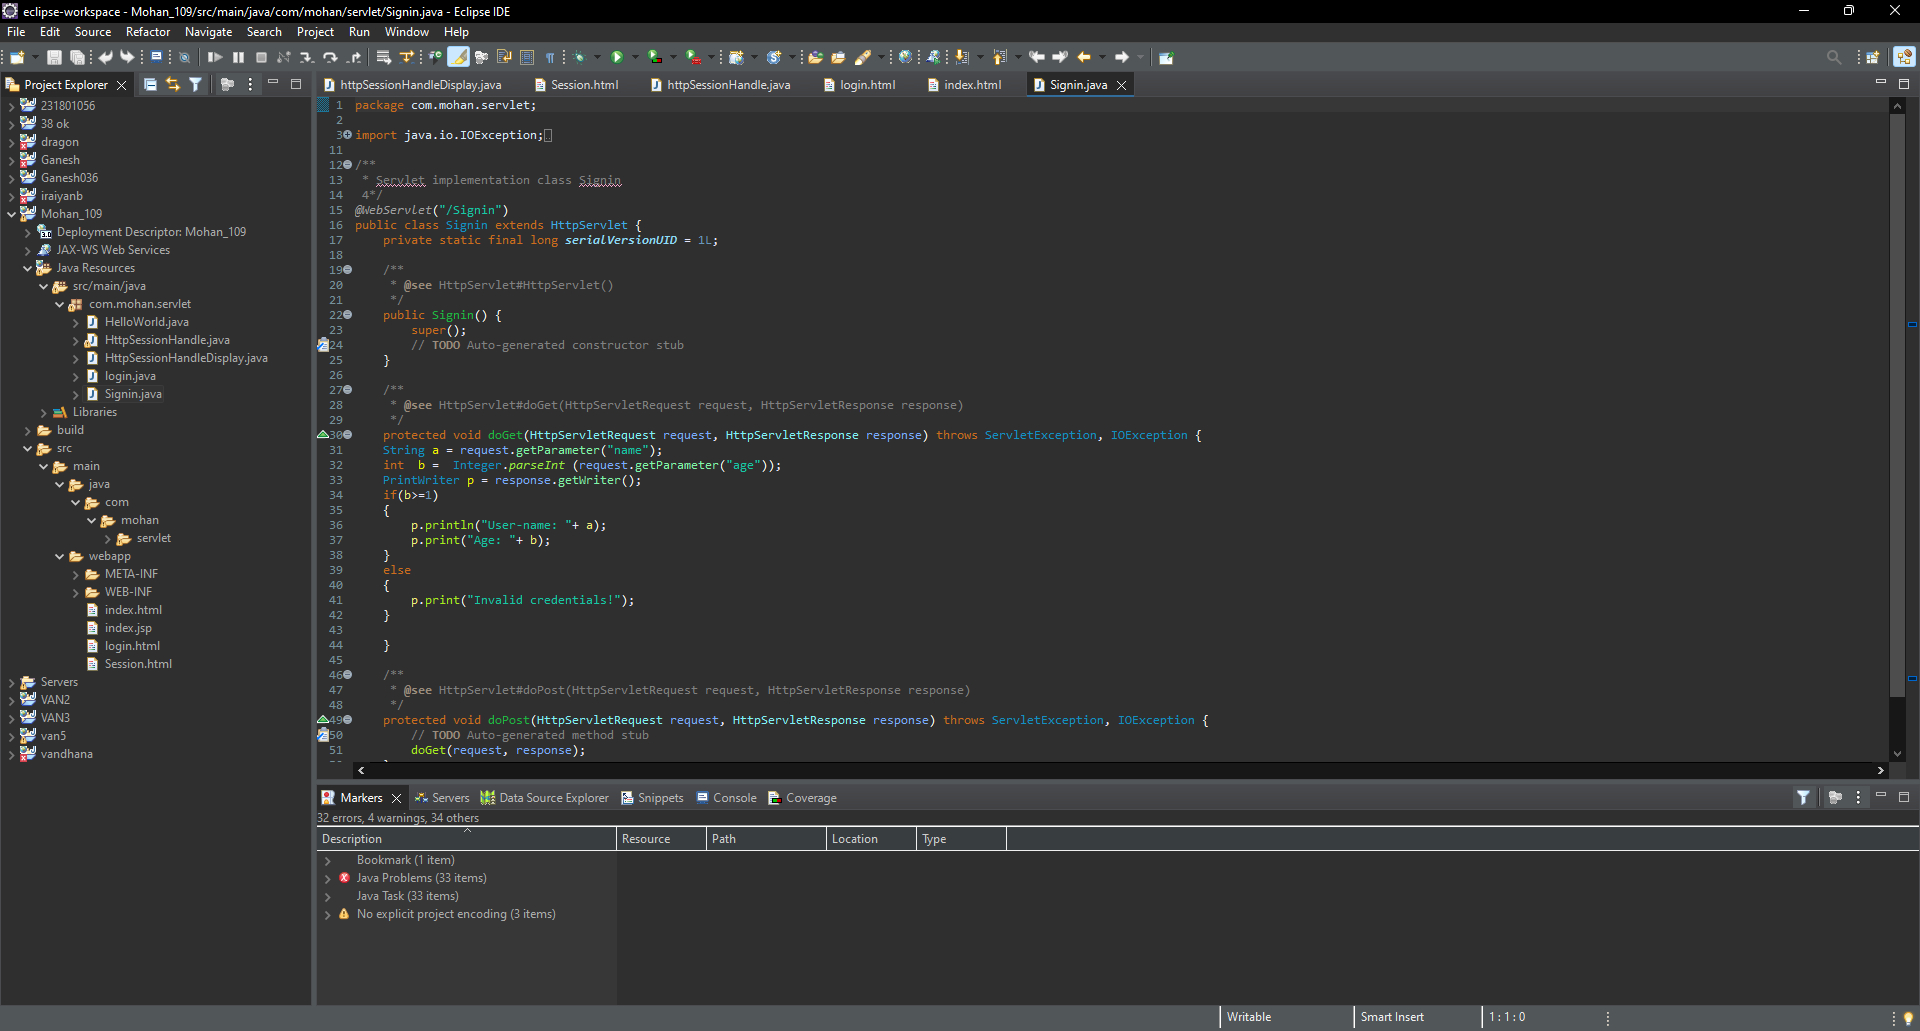 eclipse-workspace - Mohan_109/src/main/java/com/mohan/servlet/Signin.java - Eclipse IDE
File Edit Source Refactor Navigate Search Project Run Window Help
Project Explorer
httpSessionHandleDisplay.java Session.html httpSessionHandle.java login.html index.html Signin.java
231801056
38 ok
dragon
Ganesh
Ganesh036
iraiyanb
Mohan_109
Deployment Descriptor: Mohan_109
JAX-WS Web Services
Java Resources
src/main/java
com.mohan.servlet
HelloWorld.java
HttpSessionHandle.java
HttpSessionHandleDisplay.java
login.java
Signin.java
Libraries
build
src
main
java
com
mohan
servlet
webapp
META-INF
WEB-INF
index.html
index.jsp
login.html
Session.html
Servers
VAN2
VAN3
van5
vandhana
1 package com.mohan.servlet;
2
3 import java.io.IOException;
11
12 /**
13  * Servlet implementation class Signin
14  4*/
15 @WebServlet("/Signin")
16 public class Signin extends HttpServlet {
17     private static final long serialVersionUID = 1L;
18
19     /**
20      * @see HttpServlet#HttpServlet()
21      */
22     public Signin() {
23         super();
24         // TODO Auto-generated constructor stub
25     }
26
27     /**
28      * @see HttpServlet#doGet(HttpServletRequest request, HttpServletResponse response)
29      */
30     protected void doGet(HttpServletRequest request, HttpServletResponse response) throws ServletException, IOException {
31     String a = request.getParameter("name");
32     int  b =  Integer.parseInt (request.getParameter("age"));
33     PrintWriter p = response.getWriter();
34     if(b>=1)
35     {
36         p.println("User-name: "+ a);
37         p.print("Age: "+ b);
38     }
39     else
40     {
41         p.print("Invalid credentials!");
42     }
43
44     }
45
46     /**
47      * @see HttpServlet#doPost(HttpServletRequest request, HttpServletResponse response)
48      */
49     protected void doPost(HttpServletRequest request, HttpServletResponse response) throws ServletException, IOException {
50         // TODO Auto-generated method stub
51         doGet(request, response);
Markers Servers Data Source Explorer Snippets Console Coverage
32 errors, 4 warnings, 34 others
Description Resource Path Location Type
Bookmark (1 item)
Java Problems (33 items)
Java Task (33 items)
No explicit project encoding (3 items)
Writable Smart Insert 1 : 1 : 0